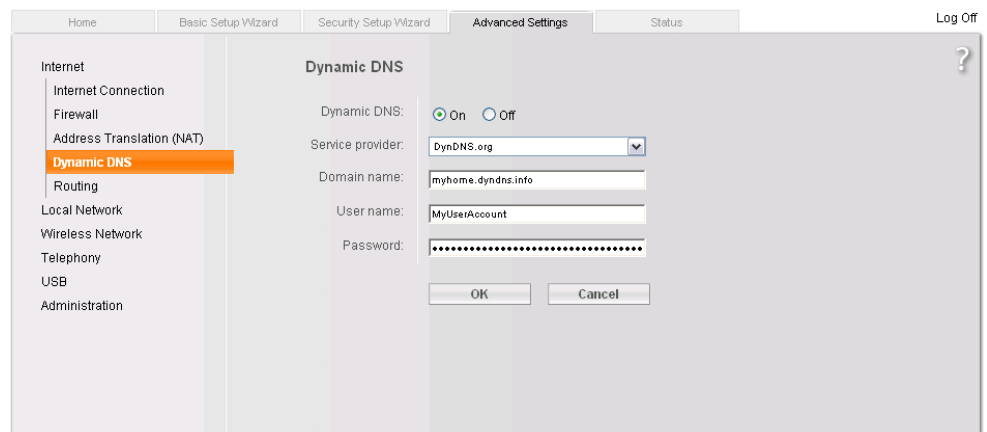 Home Basic Setup Wizard Security Setup Wizard Advanced Settings Status Log Off
?
Internet
Internet Connection
Firewall
Address Translation (NAT)
Dynamic DNS
Routing
Local Network
Wireless Network
Telephony
USB
Administration
Dynamic DNS
Dynamic DNS: On Off
Service provider: DynDNS.org
Domain name: myhome.dyndns.info
User name: MyUserAccount
Password:
OK Cancel